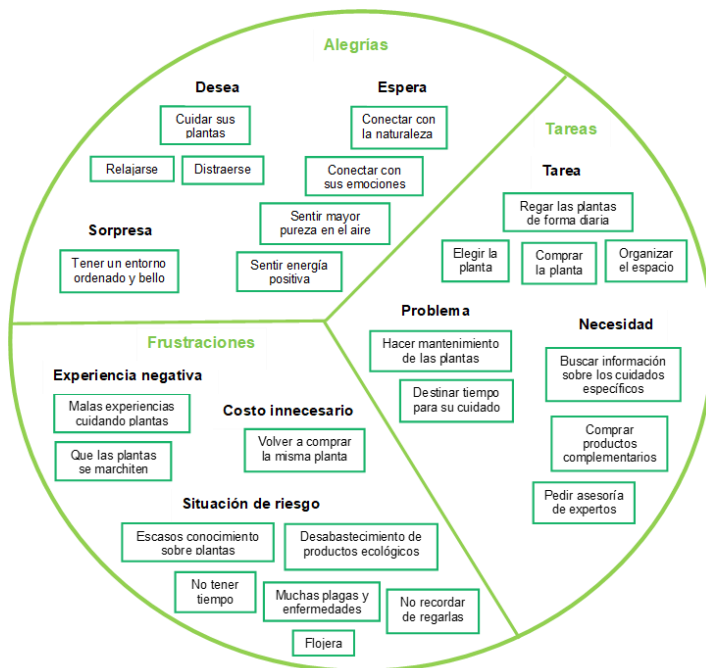 Alegrías
Desea
Cuidar sus
plantas
Relajarse
Distraerse
Espera
Conectar con
la naturaleza
Conectar con
sus emociones
Sentir mayor
pureza en el aire
Sentir energía
positiva
Sorpresa
Tener un entorno
ordenado y bello
Tareas
Tarea
Regar las plantas
de forma diaria
Elegir la
planta
Comprar
la planta
Organizar
el espacio
Problema
Hacer mantenimiento
de las plantas
Destinar tiempo
para su cuidado
Necesidad
Buscar información
sobre los cuidados
específicos
Comprar
productos
complementarios
Pedir asesoría
de expertos
Frustraciones
Experiencia negativa
Malas experiencias
cuidando plantas
Que las plantas
se marchiten
Costo innecesario
Volver a comprar
la misma planta
Situación de riesgo
Escasos conocimiento
sobre plantas
Desabastecimiento de
productos ecológicos
No tener
tiempo
Muchas plagas y
enfermedades
No recordar
de regarlas
Flojera